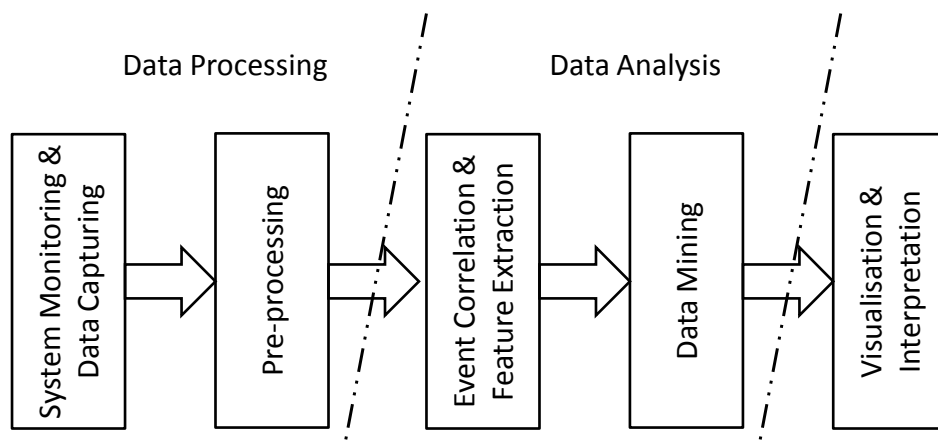 Data Processing
Data Analysis
System Monitoring &
Data Capturing
Pre-processing
Event Correlation &
Feature Extraction
Data Mining
Visualisation &
Interpretation